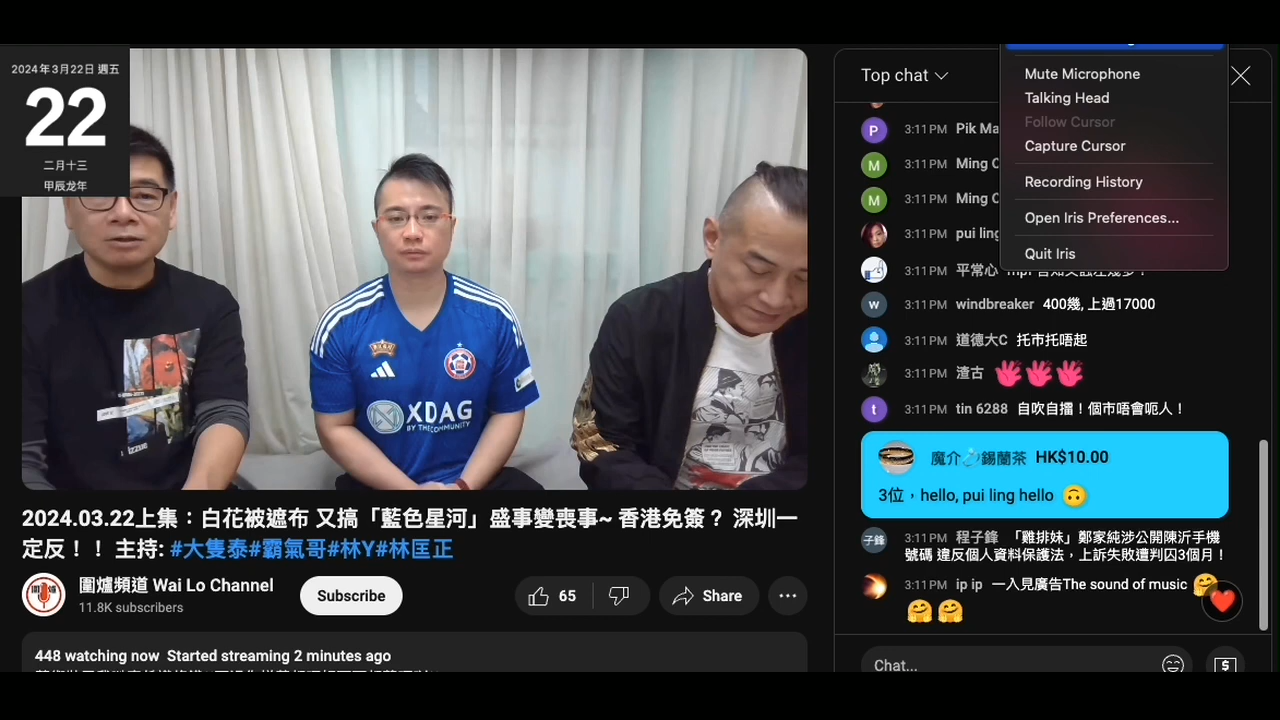 2024年3月22日 週五
22
二月十三
甲辰龙年
XDAG
BY THE COMMUNITY
2024.03.22上集：白花被遮布 又搞「藍色星河」盛事變喪事~ 香港免簽？ 深圳一
定反！！ 主持: #大隻泰#霸氣哥#林Y#林匡正
圍爐頻道 Wai Lo Channel
11.8K subscribers
Subscribe
65
Share
448 watching now Started streaming 2 minutes ago
Top chat
Mute Microphone
Talking Head
Follow Cursor
Capture Cursor
Recording History
Open Iris Preferences...
Quit Iris
P 3:11 PM Pik Ma
M 3:11 PM Ming C
M 3:11 PM Ming C
3:11 PM pui ling
3:11 PM 平常心
w 3:11 PM windbreaker 400幾, 上過17000
3:11 PM 道德大C 托市托唔起
3:11 PM 渣古
t 3:11 PM tin 6288 自吹自擂！個市唔會呃人！
魔介💍錫蘭茶 HK$10.00
3位，hello, pui ling hello 🙃
子鋒 3:11 PM 程子鋒 「雞排妹」鄭家純涉公開陳沂手機
號碼 違反個人資料保護法，上訴失敗遭判囚3個月！
3:11 PM ip ip 一入見廣告The sound of music 🤗
🤗🤗
Chat...
$